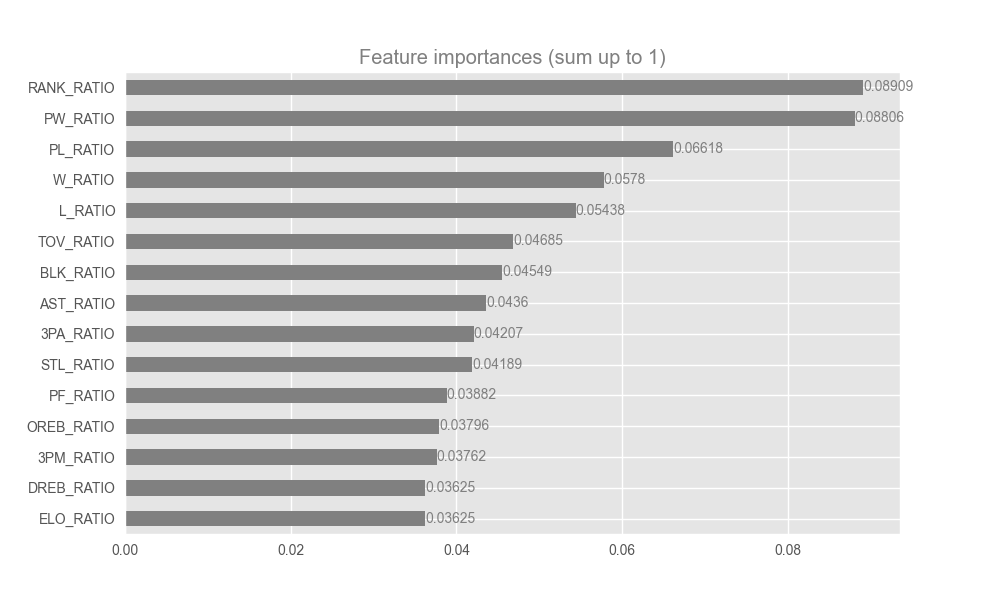 Feature importances (sum up to 1)
RANK_RATIO 0.08909
PW_RATIO 0.08806
PL_RATIO 0.06618
W_RATIO 0.0578
L_RATIO 0.05438
TOV_RATIO 0.04685
BLK_RATIO 0.04549
AST_RATIO 0.0436
3PA_RATIO 0.04207
STL_RATIO 0.04189
PF_RATIO 0.03882
OREB_RATIO 0.03796
3PM_RATIO 0.03762
DREB_RATIO 0.03625
ELO_RATIO 0.03625
0.00 0.02 0.04 0.06 0.08